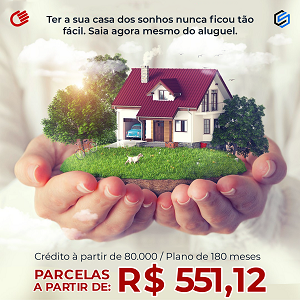 Ter a sua casa dos sonhos nunca ficou tão
fácil. Saia agora mesmo do aluguel.
Crédito à partir de 80.000 / Plano de 180 meses
PARCELAS
A PARTIR DE: R$ 551,12